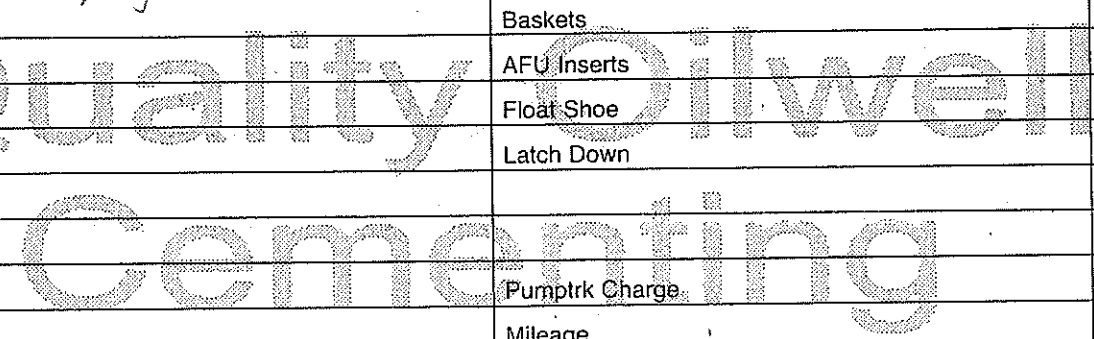 Baskets
AFU Inserts
Float Shoe
Latch Down
Quality Oilwell
Cementing
Pumptrk Charge
Mileage